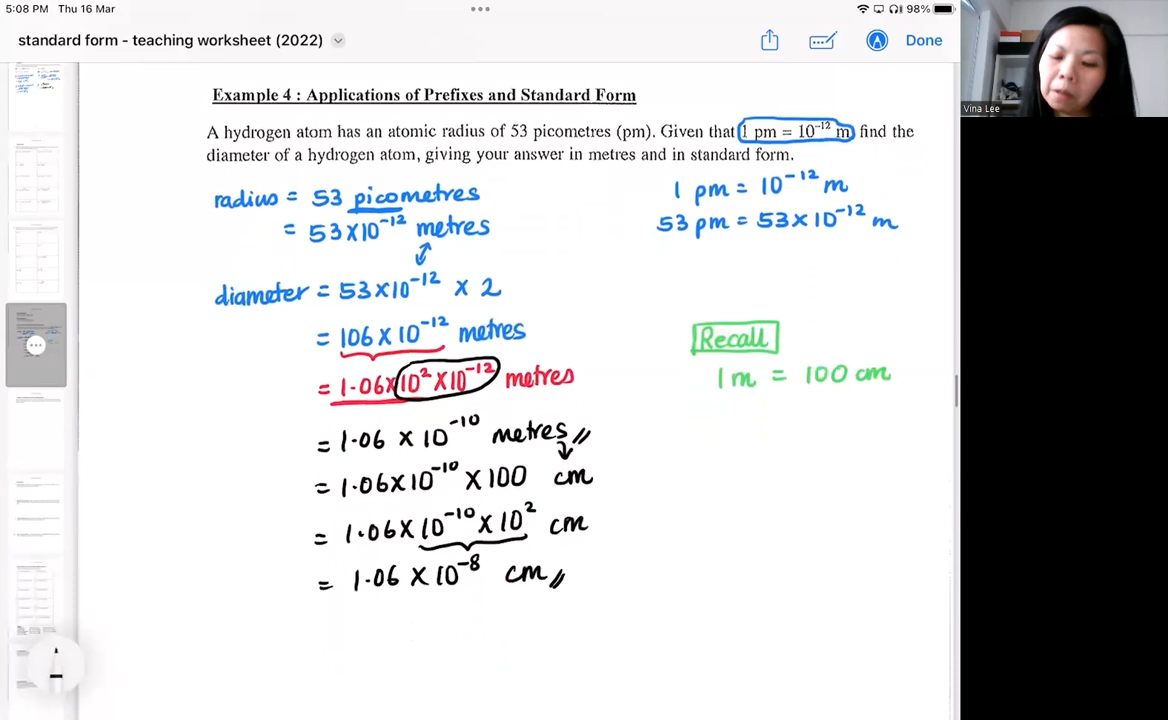 5:08 PM Thu 16 Mar
98%
standard form - teaching worksheet (2022)
Done
Vina Lee
Example 4 : Applications of Prefixes and Standard Form
A hydrogen atom has an atomic radius of 53 picometres (pm). Given that 1 pm = 10⁻¹² m, find the
diameter of a hydrogen atom, giving your answer in metres and in standard form.
radius = 53 picometres
= 53×10⁻¹² metres
1 pm = 10⁻¹² m
53 pm = 53×10⁻¹² m
diameter = 53×10⁻¹² × 2
= 106×10⁻¹² metres
= 1.06×10² ×10⁻¹² metres
Recall
1 m = 100 cm
= 1.06 × 10⁻¹⁰ metres //
= 1.06×10⁻¹⁰ ×100 cm
= 1.06×10⁻¹⁰ ×10² cm
= 1.06 ×10⁻⁸ cm //